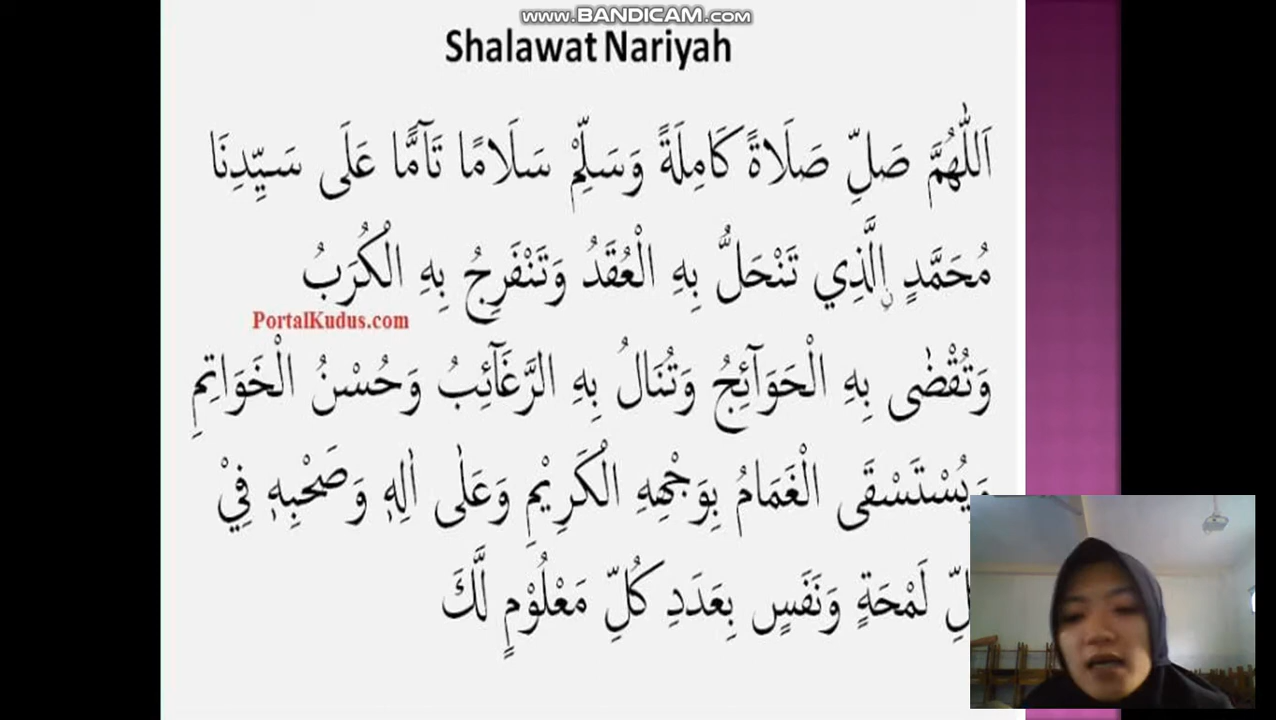 www.BANDICAM.com
Shalawat Nariyah
اَللّٰهُمَّ صَلِّ صَلَاةً كَامِلَةً وَسَلِّمْ سَلَامًا تَآمًّا عَلَى سَيِّدِنَا
مُحَمَّدٍ ࣙالَّذِي تَنْحَلُّ بِهِ الْعُقَدُ وَتَنْفَرِجُ بِهِ الْكُرَبُ
PortalKudus.com
وَتُقْضٰى بِهِ الْحَوَآئِجُ وَتُنَالُ بِهِ الرَّغَآئِبُ وَحُسْنُ الْخَوَاتِمِ
وَيُسْتَسْقَى الْغَمَامُ بِوَجْهِهِ الْكَرِيْمِ وَعَلٰى اٰلِهٖ وَصَحْبِهٖ فِيْ
لَمْحَةٍ وَنَفَسٍ بِعَدَدِ كُلِّ مَعْلُوْمٍ لَّكَ